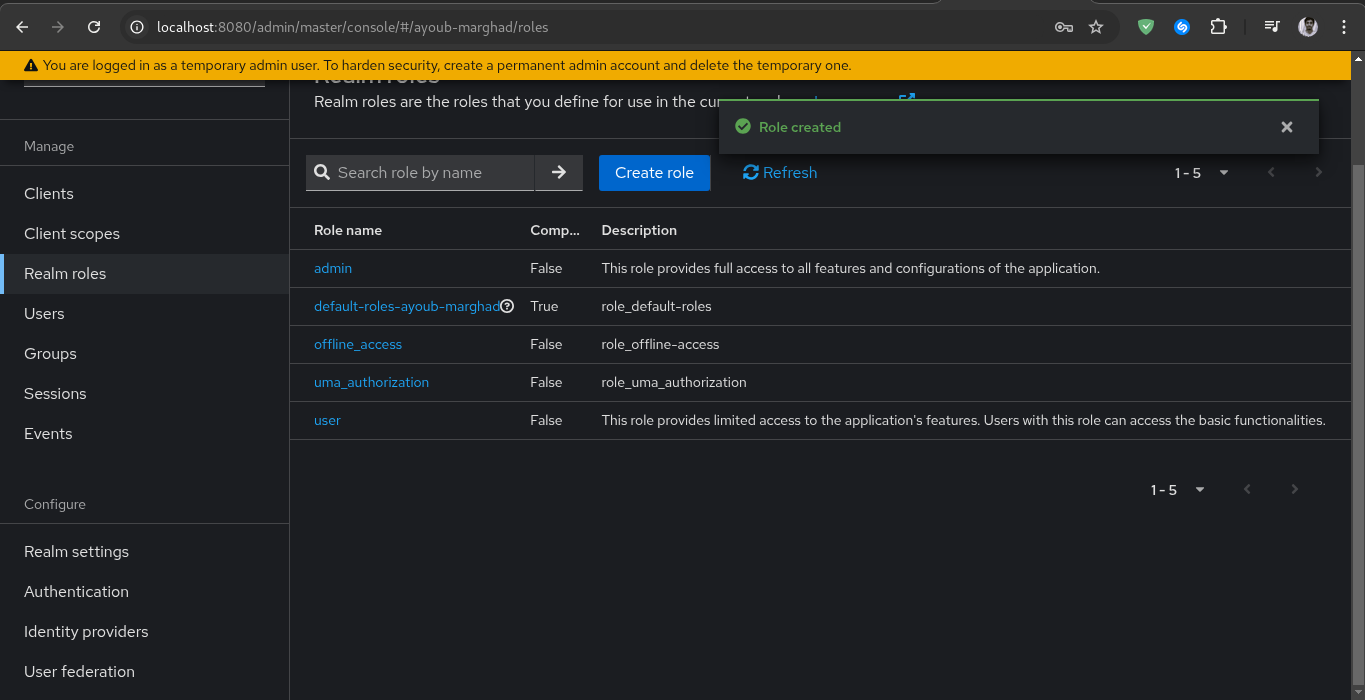 localhost:8080/admin/master/console/#/ayoub-marghad/roles
You are logged in as a temporary admin user. To harden security, create a permanent admin account and delete the temporary one.
Realm roles
Realm roles are the roles that you define for use in the
Role created
Manage
Clients
Client scopes
Realm roles
Users
Groups
Sessions
Events
Configure
Realm settings
Authentication
Identity providers
User federation
Search role by name
Create role
Refresh
1 - 5
Role name Comp... Description
admin False This role provides full access to all features and configurations of the application.
default-roles-ayoub-marghad True role_default-roles
offline_access False role_offline-access
uma_authorization False role_uma_authorization
user False This role provides limited access to the application's features. Users with this role can access the basic functionalities.
1 - 5